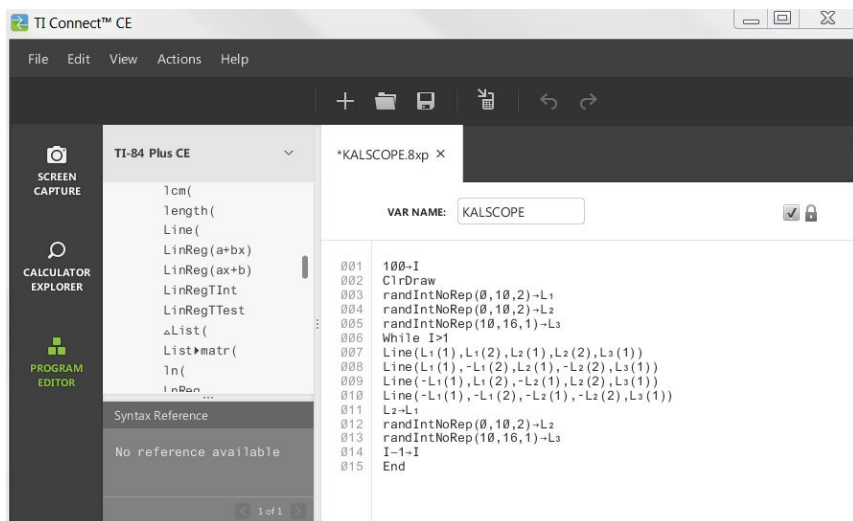 TI Connect™ CE
File Edit View Actions Help
SCREEN
CAPTURE
CALCULATOR
EXPLORER
PROGRAM
EDITOR
TI-84 Plus CE
lcm(
length(
Line(
LinReg(a+bx)
LinReg(ax+b)
LinRegTInt
LinRegTTest
△List(
List▸matr(
ln(
LnReg
Syntax Reference
No reference available
1 of 1
*KALSCOPE.8xp ×
VAR NAME: KALSCOPE
001 100→I
002 ClrDraw
003 randIntNoRep(0,10,2)→L₁
004 randIntNoRep(0,10,2)→L₂
005 randIntNoRep(10,16,1)→L₃
006 While I>1
007 Line(L₁(1),L₁(2),L₂(1),L₂(2),L₃(1))
008 Line(L₁(1),-L₁(2),L₂(1),-L₂(2),L₃(1))
009 Line(-L₁(1),L₁(2),-L₂(1),L₂(2),L₃(1))
010 Line(-L₁(1),-L₁(2),-L₂(1),-L₂(2),L₃(1))
011 L₂→L₁
012 randIntNoRep(0,10,2)→L₂
013 randIntNoRep(10,16,1)→L₃
014 I-1→I
015 End